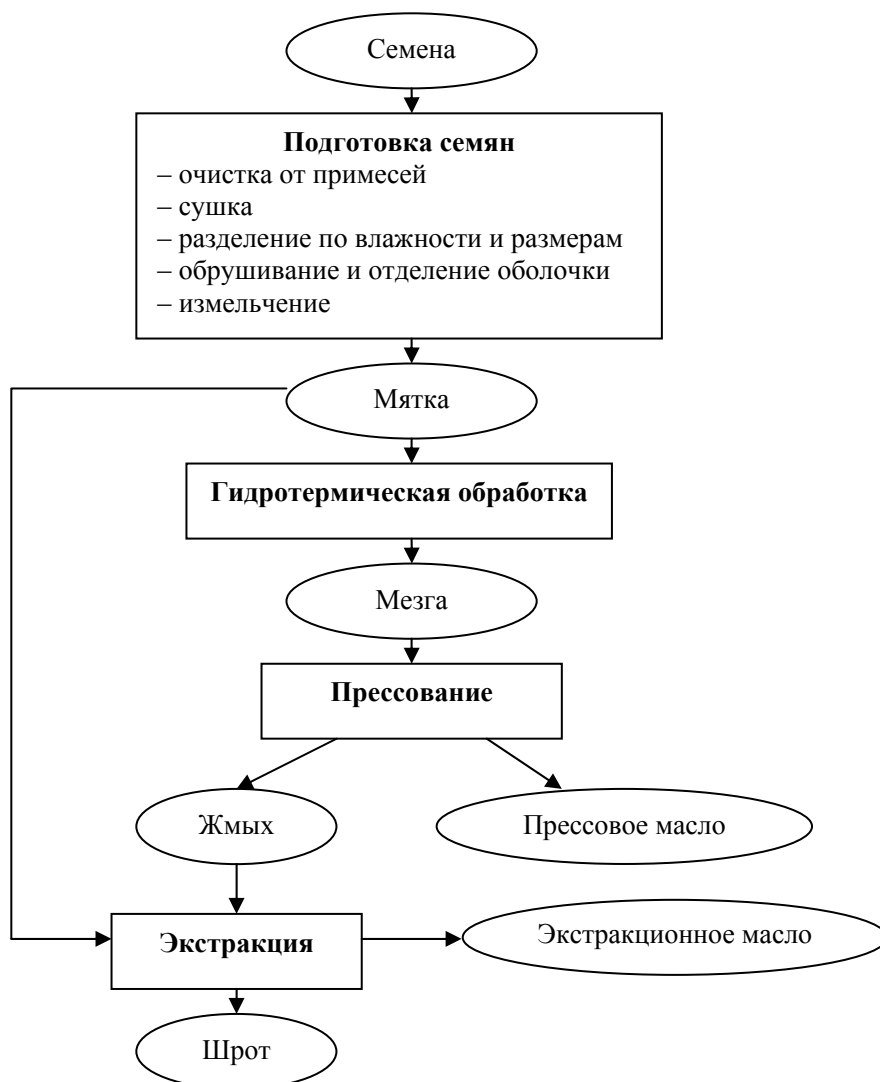 Семена
Подготовка семян
– очистка от примесей
– сушка
– разделение по влажности и размерам
– обрушивание и отделение оболочки
– измельчение
Мятка
Гидротермическая обработка
Мезга
Прессование
Жмых
Прессовое масло
Экстракция
Экстракционное масло
Шрот